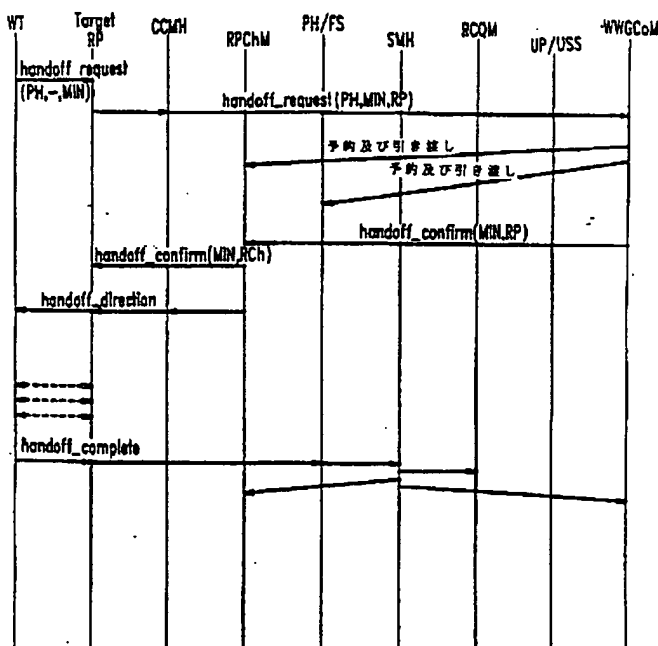 WT
Target
RP
CCMH
RPChM
PH/FS
SMH
RCQM
UP/USS
WWGCoM
handoff_request
(PH,-,MIN)
handoff_request(PH,MIN,RP)
予約及び引き渡し
予約及び引き渡し
handoff_confirm(MIN,RP)
handoff_confirm(MIN,RCh)
handoff_direction
handoff_complete